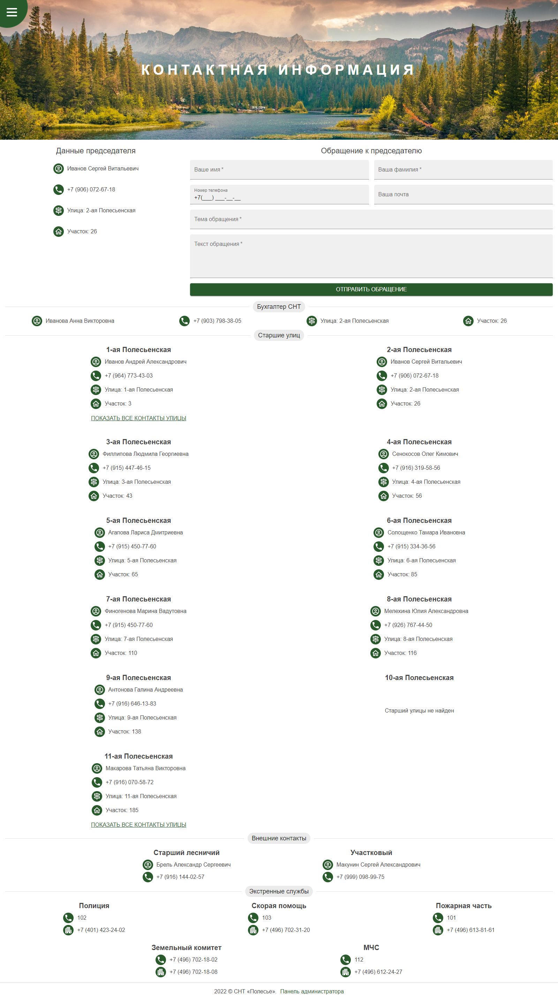 КОНТАКТНАЯ ИНФОРМАЦИЯ
Данные председателя
Иванов Сергей Витальевич
+7 (906) 072-67-18
Улица: 2-ая Полесьенская
Участок: 26
Обращение к председателю
Ваше имя *
Ваша фамилия *
Номер телефона
+7(___) ___-__-__
Ваша почта
Тема обращения *
Текст обращения *
ОТПРАВИТЬ ОБРАЩЕНИЕ
Бухгалтер СНТ
Иванова Анна Викторовна
+7 (903) 798-38-05
Улица: 2-ая Полесьенская
Участок: 26
Старшие улиц
1-ая Полесьенская
Иванов Андрей Александрович
+7 (964) 773-43-03
Улица: 1-ая Полесьенская
Участок: 3
ПОКАЗАТЬ ВСЕ КОНТАКТЫ УЛИЦЫ
2-ая Полесьенская
Иванов Сергей Витальевич
+7 (906) 072-67-18
Улица: 2-ая Полесьенская
Участок: 26
3-ая Полесьенская
Филлипова Людмила Георгиевна
+7 (915) 447-46-15
Улица: 3-ая Полесьенская
Участок: 43
4-ая Полесьенская
Сенокосов Олег Кимович
+7 (916) 319-58-56
Улица: 4-ая Полесьенская
Участок: 56
5-ая Полесьенская
Агапова Лариса Дмитриевна
+7 (915) 450-77-60
Улица: 5-ая Полесьенская
Участок: 65
6-ая Полесьенская
Солощенко Тамара Ивановна
+7 (915) 334-36-56
Улица: 6-ая Полесьенская
Участок: 85
7-ая Полесьенская
Финогенова Марина Вадутовна
+7 (915) 450-77-60
Улица: 7-ая Полесьенская
Участок: 110
8-ая Полесьенская
Мелехина Юлия Александровна
+7 (926) 767-44-50
Улица: 8-ая Полесьенская
Участок: 116
9-ая Полесьенская
Антонова Галина Андреевна
+7 (916) 646-13-83
Улица: 9-ая Полесьенская
Участок: 138
10-ая Полесьенская
Старший улицы не найден
11-ая Полесьенская
Макарова Татьяна Викторовна
+7 (916) 070-58-72
Улица: 11-ая Полесьенская
Участок: 185
ПОКАЗАТЬ ВСЕ КОНТАКТЫ УЛИЦЫ
Внешние контакты
Старший лесничий
Брель Александр Сергеевич
+7 (916) 144-02-57
Участковый
Макунин Сергей Александрович
+7 (999) 098-99-75
Экстренные службы
Полиция
102
+7 (401) 423-24-02
Скорая помощь
103
+7 (496) 702-31-20
Пожарная часть
101
+7 (496) 613-81-61
Земельный комитет
+7 (496) 702-18-02
+7 (496) 702-18-08
МЧС
112
+7 (496) 612-24-27
2022 © СНТ «Полесье». Панель администратора